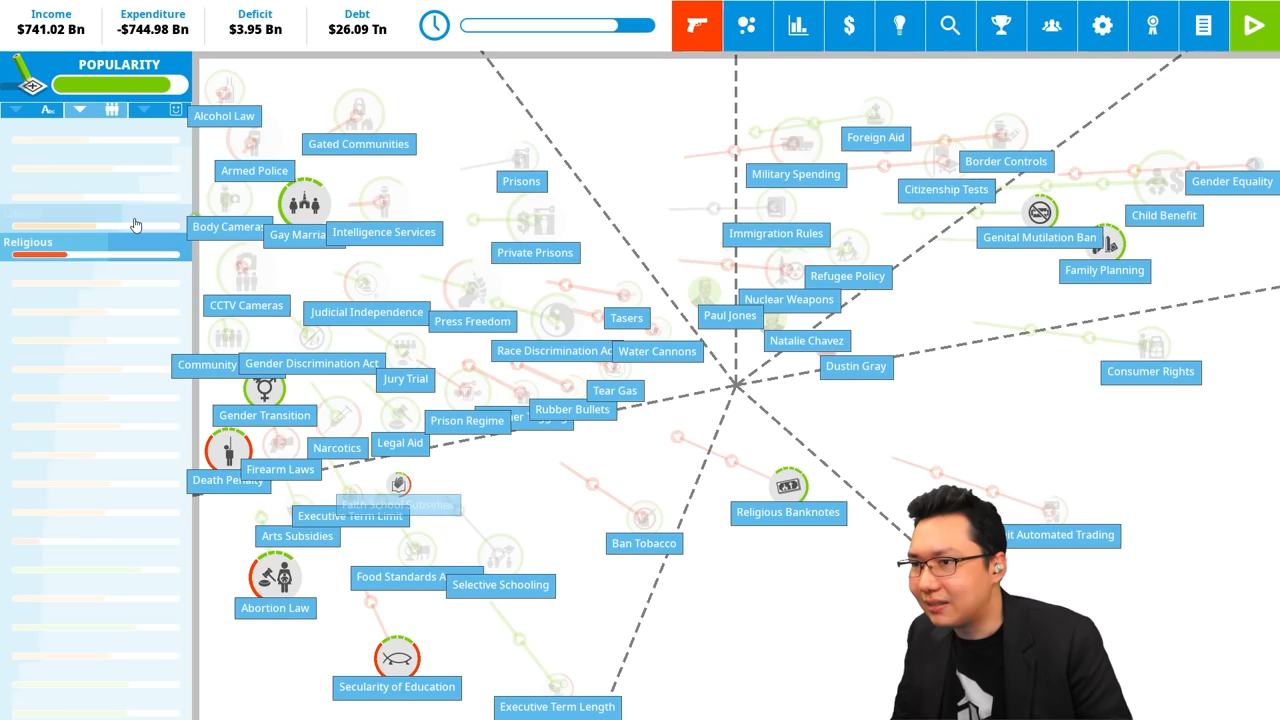 Income
$741.02 Bn
Expenditure
-$744.98 Bn
Deficit
$3.95 Bn
Debt
$26.09 Tn
POPULARITY
Religious
Alcohol Law
Gated Communities
Armed Police
Prisons
Body Cameras
Gay Marria
Intelligence Services
Private Prisons
CCTV Cameras
Judicial Independence
Press Freedom
Tasers
Race Discrimination Ac
Water Cannons
Community
Gender Discrimination Act
Jury Trial
Tear Gas
Gender Transition
Prison Regime
Rubber Bullets
Narcotics
Legal Aid
Firearm Laws
Death Penalty
Foreign Aid
Border Controls
Military Spending
Citizenship Tests
Gender Equality
Child Benefit
Immigration Rules
Genital Mutilation Ban
Family Planning
Refugee Policy
Nuclear Weapons
Paul Jones
Natalie Chavez
Dustin Gray
Consumer Rights
Faith School Subsidies
Executive Term Limit
Arts Subsidies
Religious Banknotes
Ban Tobacco
it Automated Trading
Food Standards A
Selective Schooling
Abortion Law
Secularity of Education
Executive Term Length